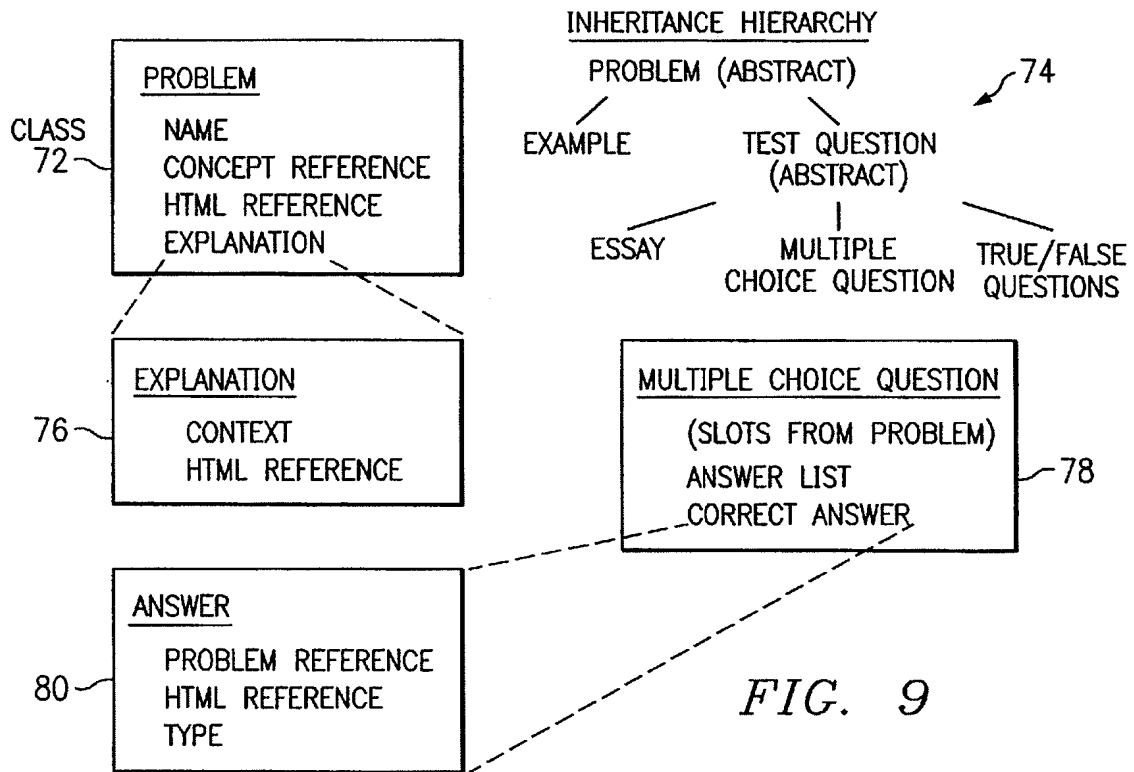 INHERITANCE HIERARCHY
PROBLEM (ABSTRACT)
74
EXAMPLE
TEST QUESTION
(ABSTRACT)
ESSAY
MULTIPLE
CHOICE QUESTION
TRUE/FALSE
QUESTIONS
CLASS
72
PROBLEM
NAME
CONCEPT REFERENCE
HTML REFERENCE
EXPLANATION
76
EXPLANATION
CONTEXT
HTML REFERENCE
MULTIPLE CHOICE QUESTION
(SLOTS FROM PROBLEM)
ANSWER LIST
CORRECT ANSWER
78
80
ANSWER
PROBLEM REFERENCE
HTML REFERENCE
TYPE
FIG. 9